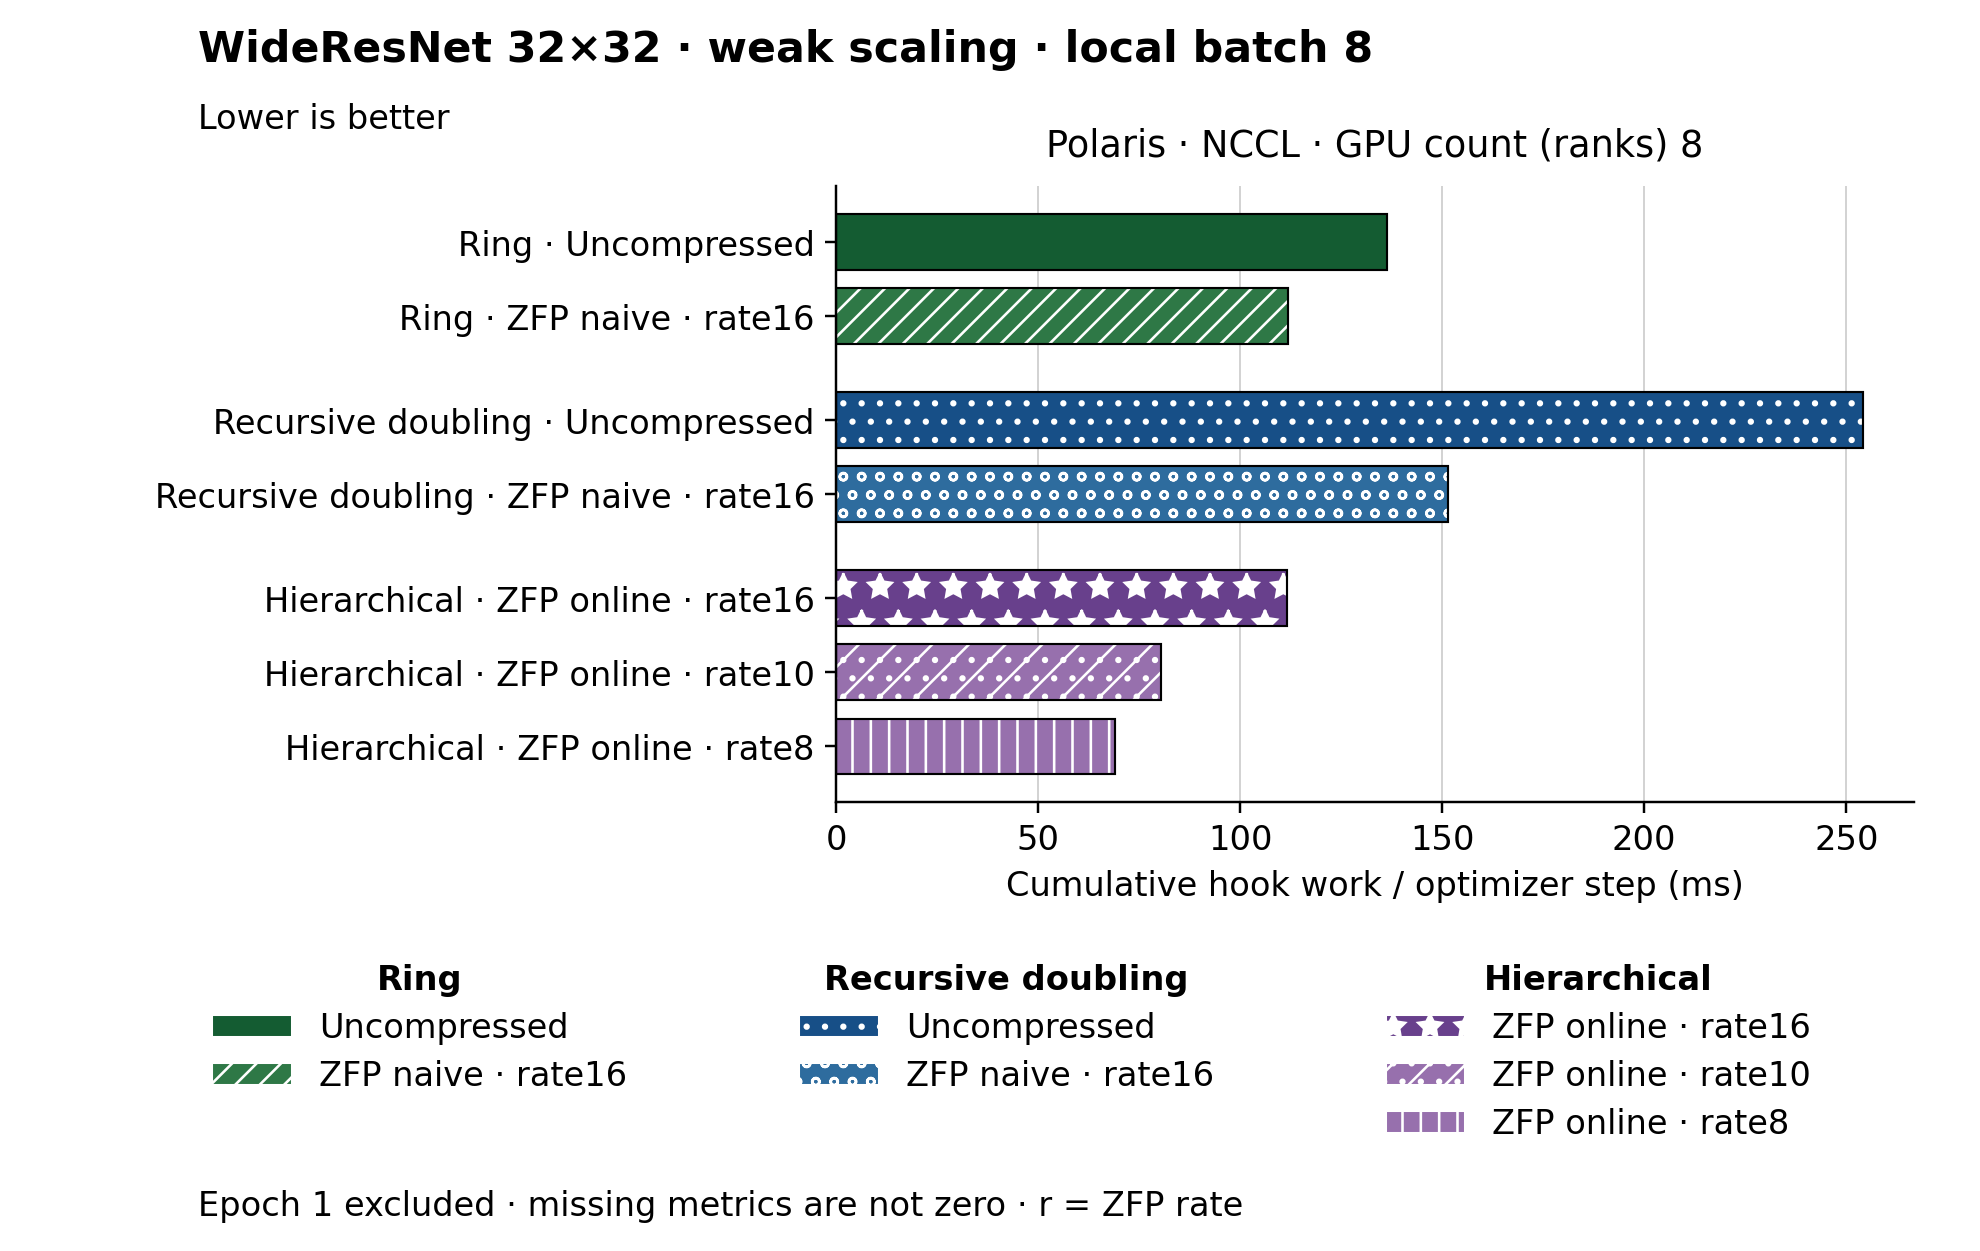 WideResNet 32×32 · weak scaling · local batch 8
Lower is better
Polaris · NCCL · GPU count (ranks) 8
Ring · Uncompressed
Ring · ZFP naive · rate16
Recursive doubling · Uncompressed
Recursive doubling · ZFP naive · rate16
Hierarchical · ZFP online · rate16
Hierarchical · ZFP online · rate10
Hierarchical · ZFP online · rate8
0 50 100 150 200 250
Cumulative hook work / optimizer step (ms)
Ring
Uncompressed
ZFP naive · rate16
Recursive doubling
Uncompressed
ZFP naive · rate16
Hierarchical
ZFP online · rate16
ZFP online · rate10
ZFP online · rate8
Epoch 1 excluded · missing metrics are not zero · r = ZFP rate